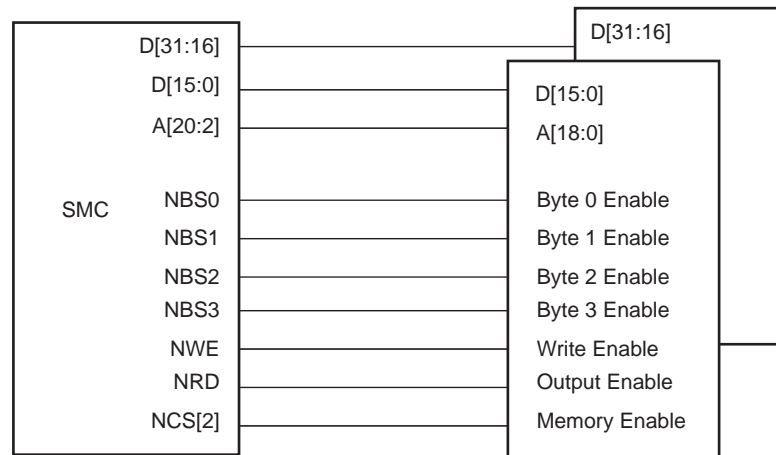 D[31:16] D[31:16]
D[15:0] D[15:0]
A[20:2] A[18:0]
SMC
NBS0 Byte 0 Enable
NBS1 Byte 1 Enable
NBS2 Byte 2 Enable
NBS3 Byte 3 Enable
NWE Write Enable
NRD Output Enable
NCS[2] Memory Enable